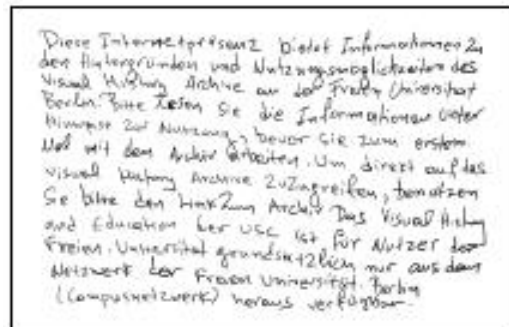 Diese Internetpräsenz bietet Informationen zu
den Hintergründen und Nutzungsmöglichkeiten des
Visual History Archive an der Freien Universität
Berlin. Bitte lesen Sie die Informationen unter
Hinweise zur Nutzung, bevor Sie zum ersten
Mal mit dem Archiv arbeiten. Um direkt auf das
Visual History Archive zuzugreifen, benutzen
Sie bitte den Link zum Archiv. Das Visual History
and Education der USC ist für Nutzer der
Freien Universität grundsätzlich nur aus dem
Netzwerk der Freien Universität Berlin
(Campusnetzwerk) heraus verfügbar.